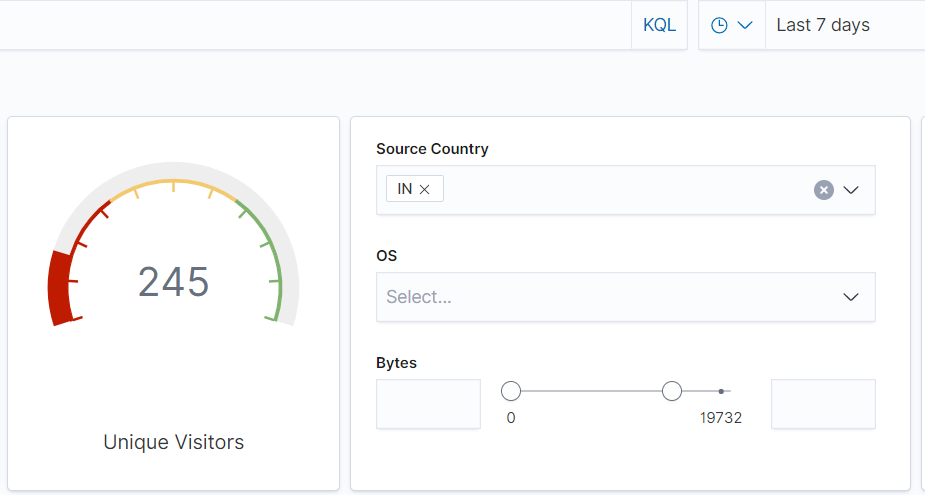 KQL
Last 7 days
245
Unique Visitors
Source Country
IN
OS
Select...
Bytes
0
19732